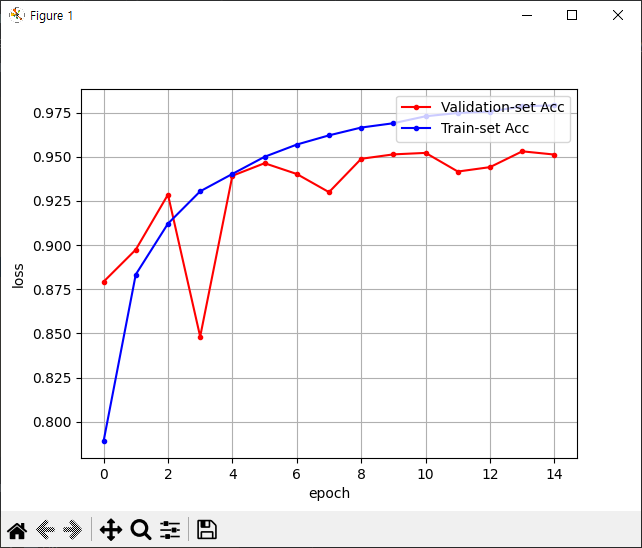 Figure 1
Validation-set Acc
Train-set Acc
0.975
0.950
0.925
0.900
0.875
0.850
0.825
0.800
loss
0 2 4 6 8 10 12 14
epoch